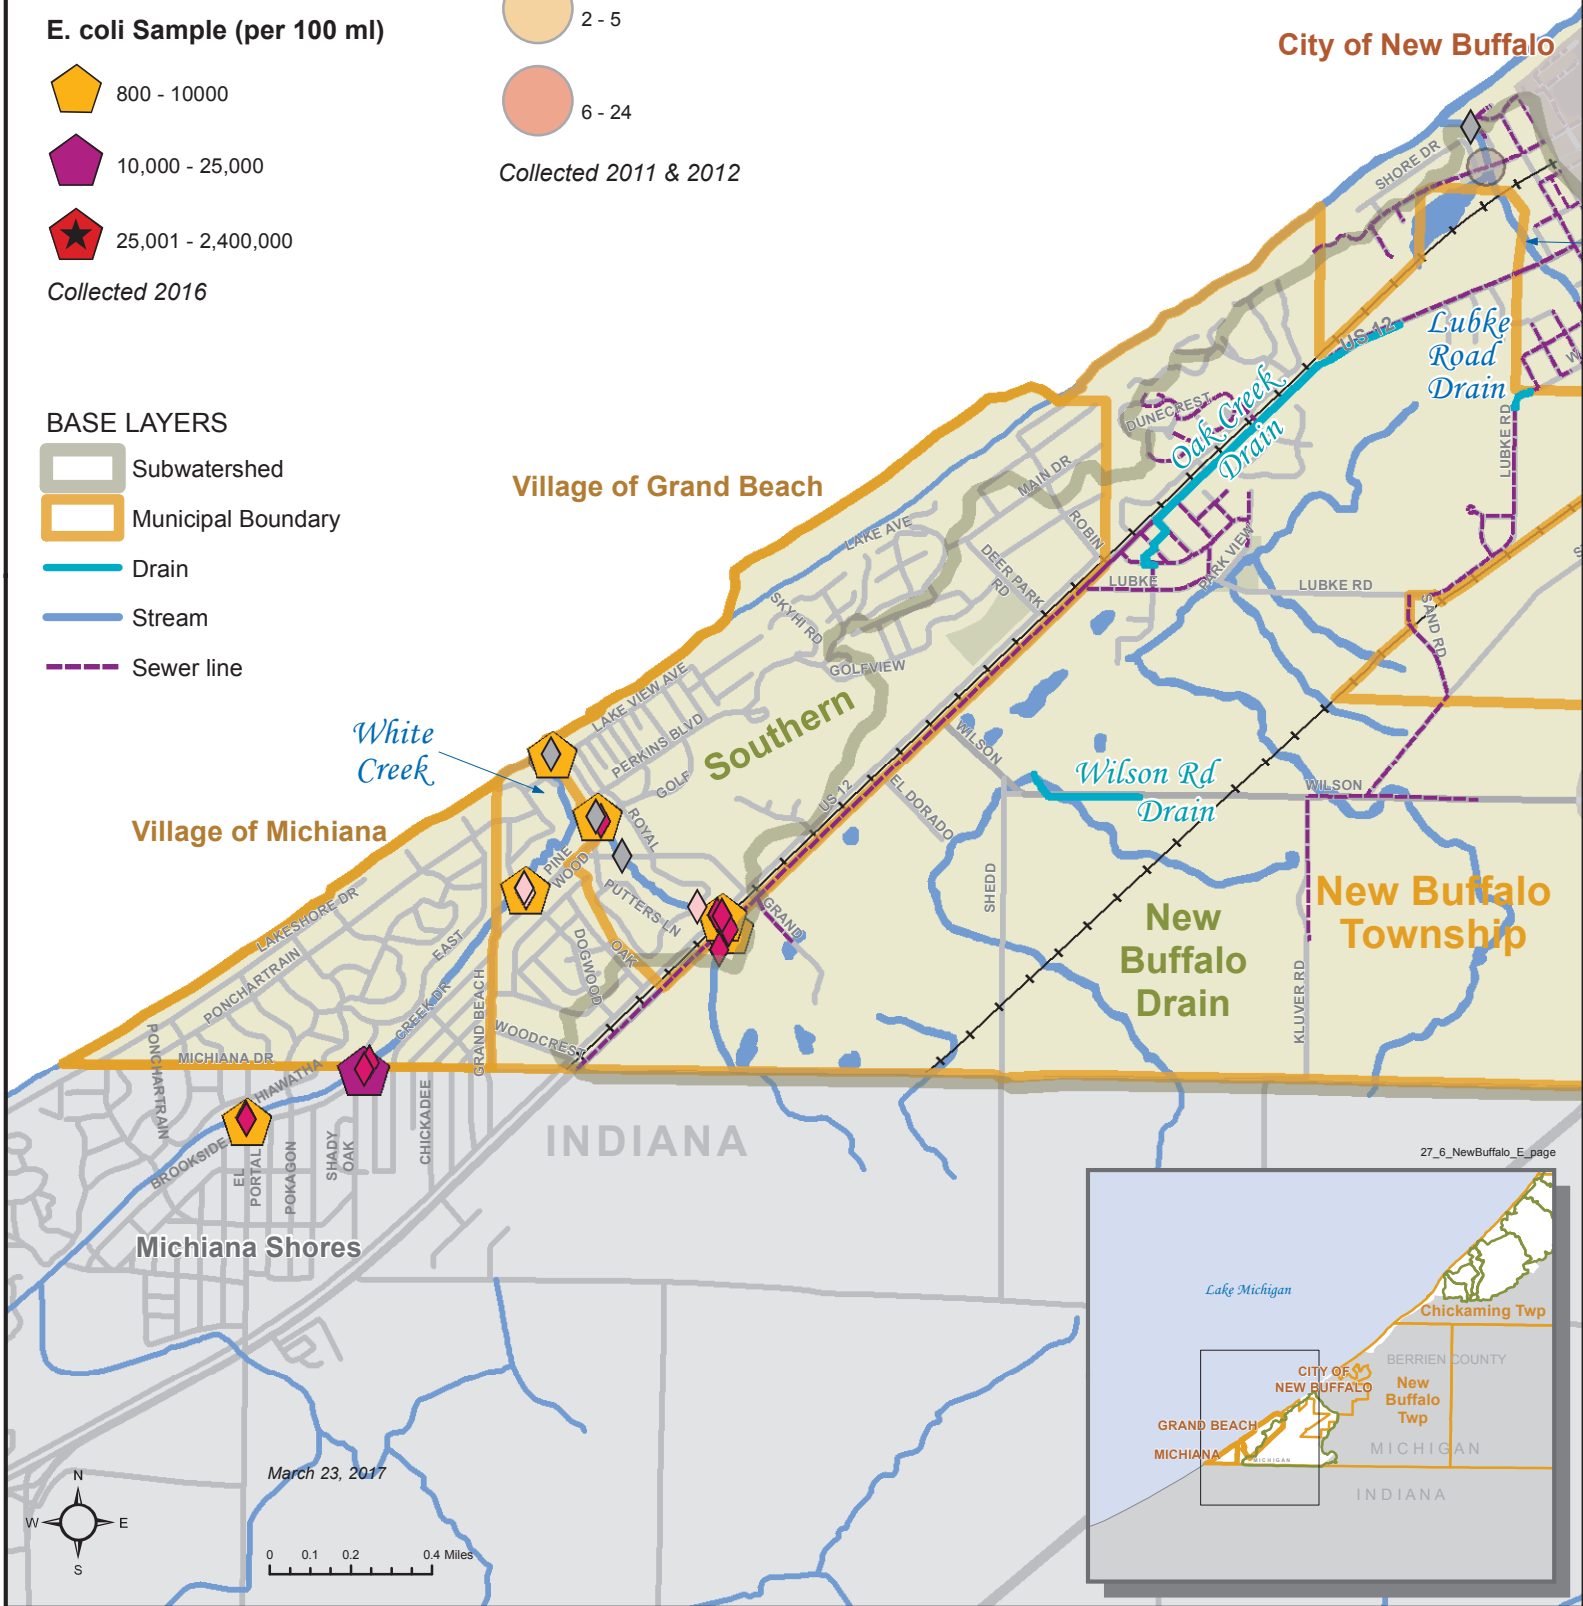 E. coli Sample (per 100 ml)
800 - 10000
10,000 - 25,000
25,001 - 2,400,000
Collected 2016
2 - 5
6 - 24
Collected 2011 & 2012
BASE LAYERS
Subwatershed
Municipal Boundary
Drain
Stream
Sewer line
City of New Buffalo
SHORE DR
US 12
Lubke
Road
Drain
LUBKE RD
DUNECREST
Oak Creek
Drain
Village of Grand Beach
MAIN DR
ROBIN
LAKE AVE
DEER PARK
RD
LUBKE
PARK VIEW
LUBKE RD
SAND RD
SKYHI RD
GOLFVIEW
LAKE VIEW AVE
PERKINS BLVD
GOLF
Southern
White
Creek
WILSON
Wilson Rd
Drain
WILSON
US 12
EL DORADO
Village of Michiana
ROYAL
PINE
WOOD
PUTTERS LN
GRAND
SHEDD
New
Buffalo
Drain
New Buffalo
Township
KLUVER RD
LAKESHORE DR
PONCHARTRAIN
EAST
DOGWOOD
OAK
CREEK DR
GRAND BEACH
WOODCREST
PONCHARTRAIN
MICHIANA DR
HIAWATHA
CHICKADEE
BROOKSIDE
EL
PORTAL
POKAGON
SHADY
OAK
INDIANA
Michiana Shores
27_6_NewBuffalo_E_page
Lake Michigan
Chickaming Twp
BERRIEN COUNTY
CITY OF
NEW BUFFALO
New
Buffalo
Twp
GRAND BEACH
MICHIANA
MICHIGAN
MICHIGAN
INDIANA
March 23, 2017
N
W
E
S
0 0.1 0.2 0.4 Miles